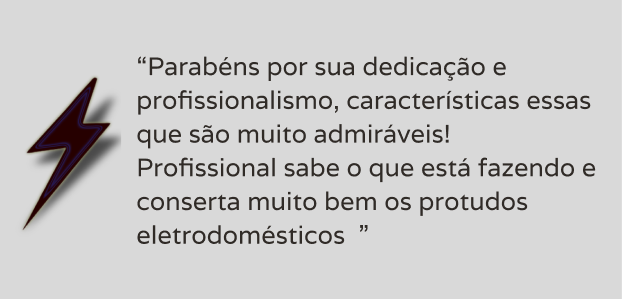 “Parabéns por sua dedicação e
profissionalismo, características essas
que são muito admiráveis!
Profissional sabe o que está fazendo e
conserta muito bem os protudos
eletrodomésticos  ”